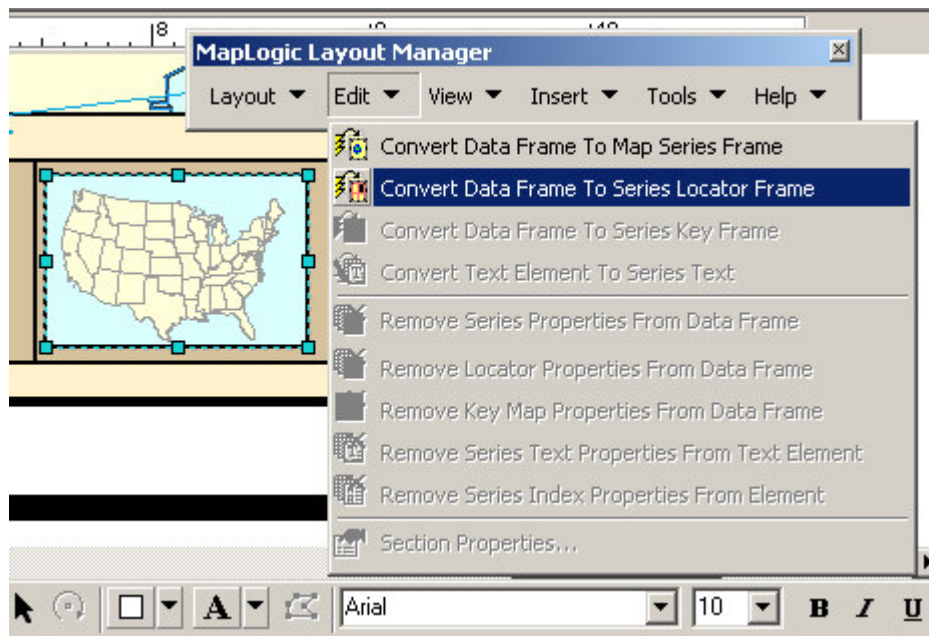 |8
MapLogic Layout Manager
Layout Edit View Insert Tools Help
Convert Data Frame To Map Series Frame
Convert Data Frame To Series Locator Frame
Convert Data Frame To Series Key Frame
Convert Text Element To Series Text
Remove Series Properties From Data Frame
Remove Locator Properties From Data Frame
Remove Key Map Properties From Data Frame
Remove Series Text Properties From Text Element
Remove Series Index Properties From Element
Section Properties...
A Arial 10 B I U